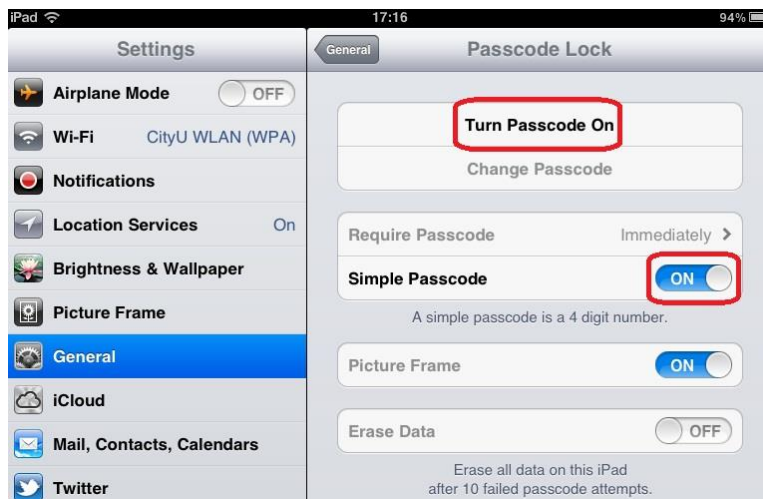 iPad 17:16 94%
Settings
General
Passcode Lock
Airplane Mode OFF
Wi-Fi CityU WLAN (WPA)
Notifications
Location Services On
Brightness & Wallpaper
Picture Frame
General
iCloud
Mail, Contacts, Calendars
Twitter
Turn Passcode On
Change Passcode
Require Passcode Immediately
Simple Passcode ON
A simple passcode is a 4 digit number.
Picture Frame ON
Erase Data OFF
Erase all data on this iPad
after 10 failed passcode attempts.